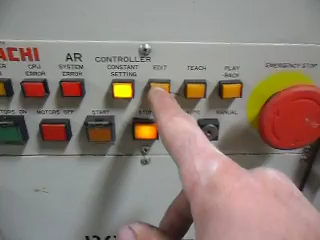 ACHI
CPU
ERROR
AR
SYSTEM
ERROR
CONTROLLER
CONSTANT
SETTING
EDIT
TEACH
PLAY
BACK
EMERGENCY STOP
MOTORS
START
STOP
MANUAL